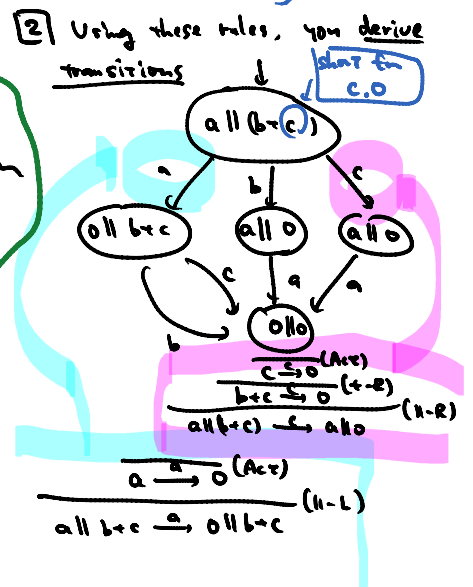 2 Using these rules, you derive
transitions
short for
c.0
a || (b+c)
a
b
c
0 || b+c
a || 0
a || 0
c
a
a
b
0||0
c --c--> 0 (Act)
b+c --c--> 0 (+-R)
a||(b+c) --c--> a||0 (||-R)
a --a--> 0 (Act)
a || b+c --a--> 0 || b+c (||-L)